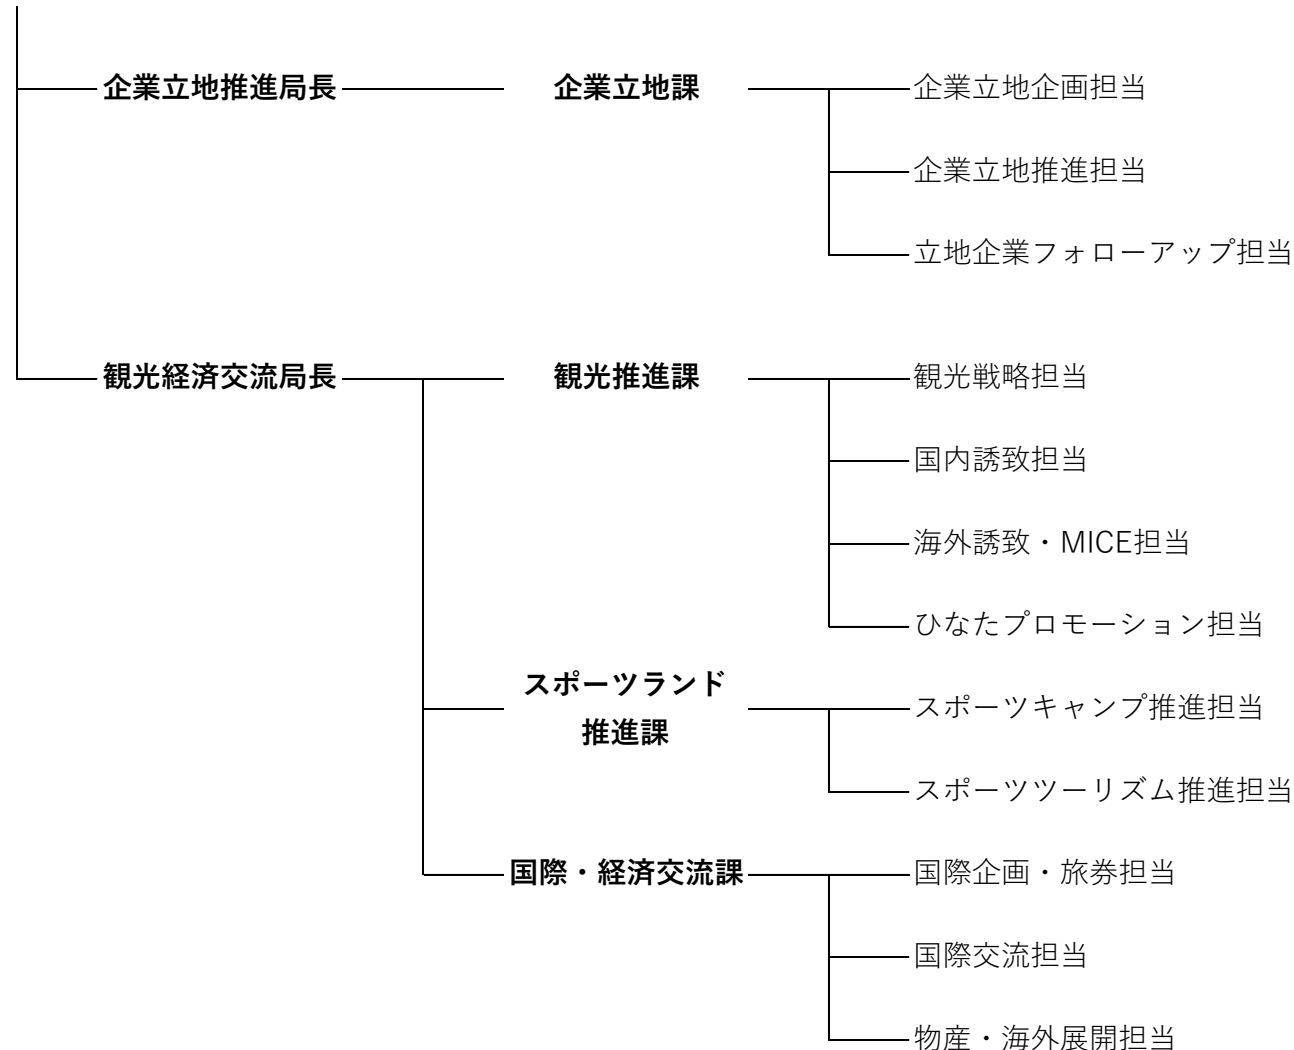 企業立地推進局長
企業立地課
企業立地企画担当
企業立地推進担当
立地企業フォローアップ担当
観光経済交流局長
観光推進課
観光戦略担当
国内誘致担当
海外誘致・MICE担当
ひなたプロモーション担当
スポーツランド
推進課
スポーツキャンプ推進担当
スポーツツーリズム推進担当
国際・経済交流課
国際企画・旅券担当
国際交流担当
物産・海外展開担当